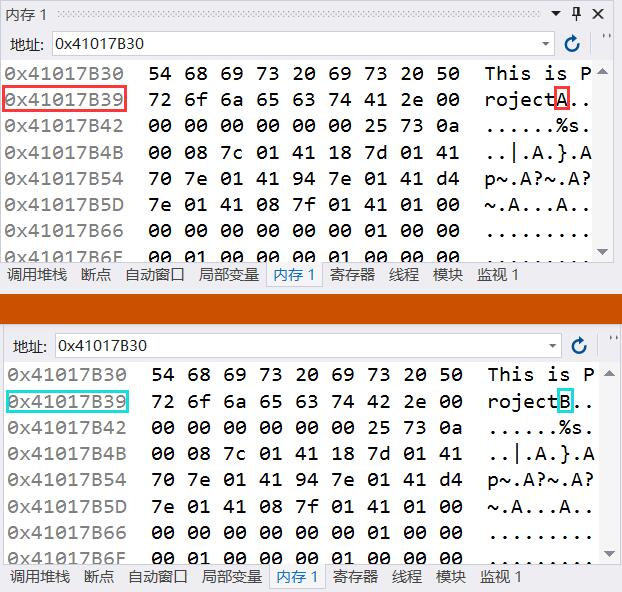 内存 1
地址: 0x41017B30
0x41017B30 54 68 69 73 20 69 73 20 50 This is P
0x41017B39 72 6f 6a 65 63 74 41 2e 00 rojectA..
0x41017B42 00 00 00 00 00 00 25 73 0a ......%s.
0x41017B4B 00 08 7c 01 41 18 7d 01 41 ..|.A.}.A
0x41017B54 70 7e 01 41 94 7e 01 41 d4 p~.A?~.A?
0x41017B5D 7e 01 41 08 7f 01 41 01 00 ~.A...A..
0x41017B66 00 00 00 00 00 00 01 00 00 .........
0x41017B6F 00 01 00 00 00 01 00 00 00 .........
调用堆栈 断点 自动窗口 局部变量 内存 1 寄存器 线程 模块 监视 1
地址: 0x41017B30
0x41017B30 54 68 69 73 20 69 73 20 50 This is P
0x41017B39 72 6f 6a 65 63 74 42 2e 00 rojectB..
0x41017B42 00 00 00 00 00 00 25 73 0a ......%s.
0x41017B4B 00 08 7c 01 41 18 7d 01 41 ..|.A.}.A
0x41017B54 70 7e 01 41 94 7e 01 41 d4 p~.A?~.A?
0x41017B5D 7e 01 41 08 7f 01 41 01 00 ~.A...A..
0x41017B66 00 00 00 00 00 00 01 00 00 .........
0x41017B6F 00 01 00 00 00 01 00 00 00 .........
调用堆栈 断点 自动窗口 局部变量 内存 1 寄存器 线程 模块 监视 1